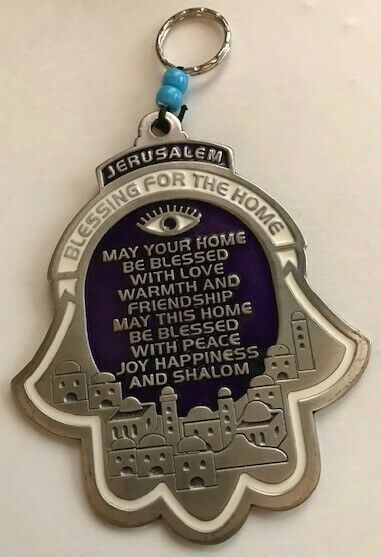 JERUSALEM
BLESSING FOR THE HOME
MAY YOUR HOME
BE BLESSED
WITH LOVE
WARMTH AND
FRIENDSHIP
MAY THIS HOME
BE BLESSED
WITH PEACE
JOY HAPPINESS
AND SHALOM